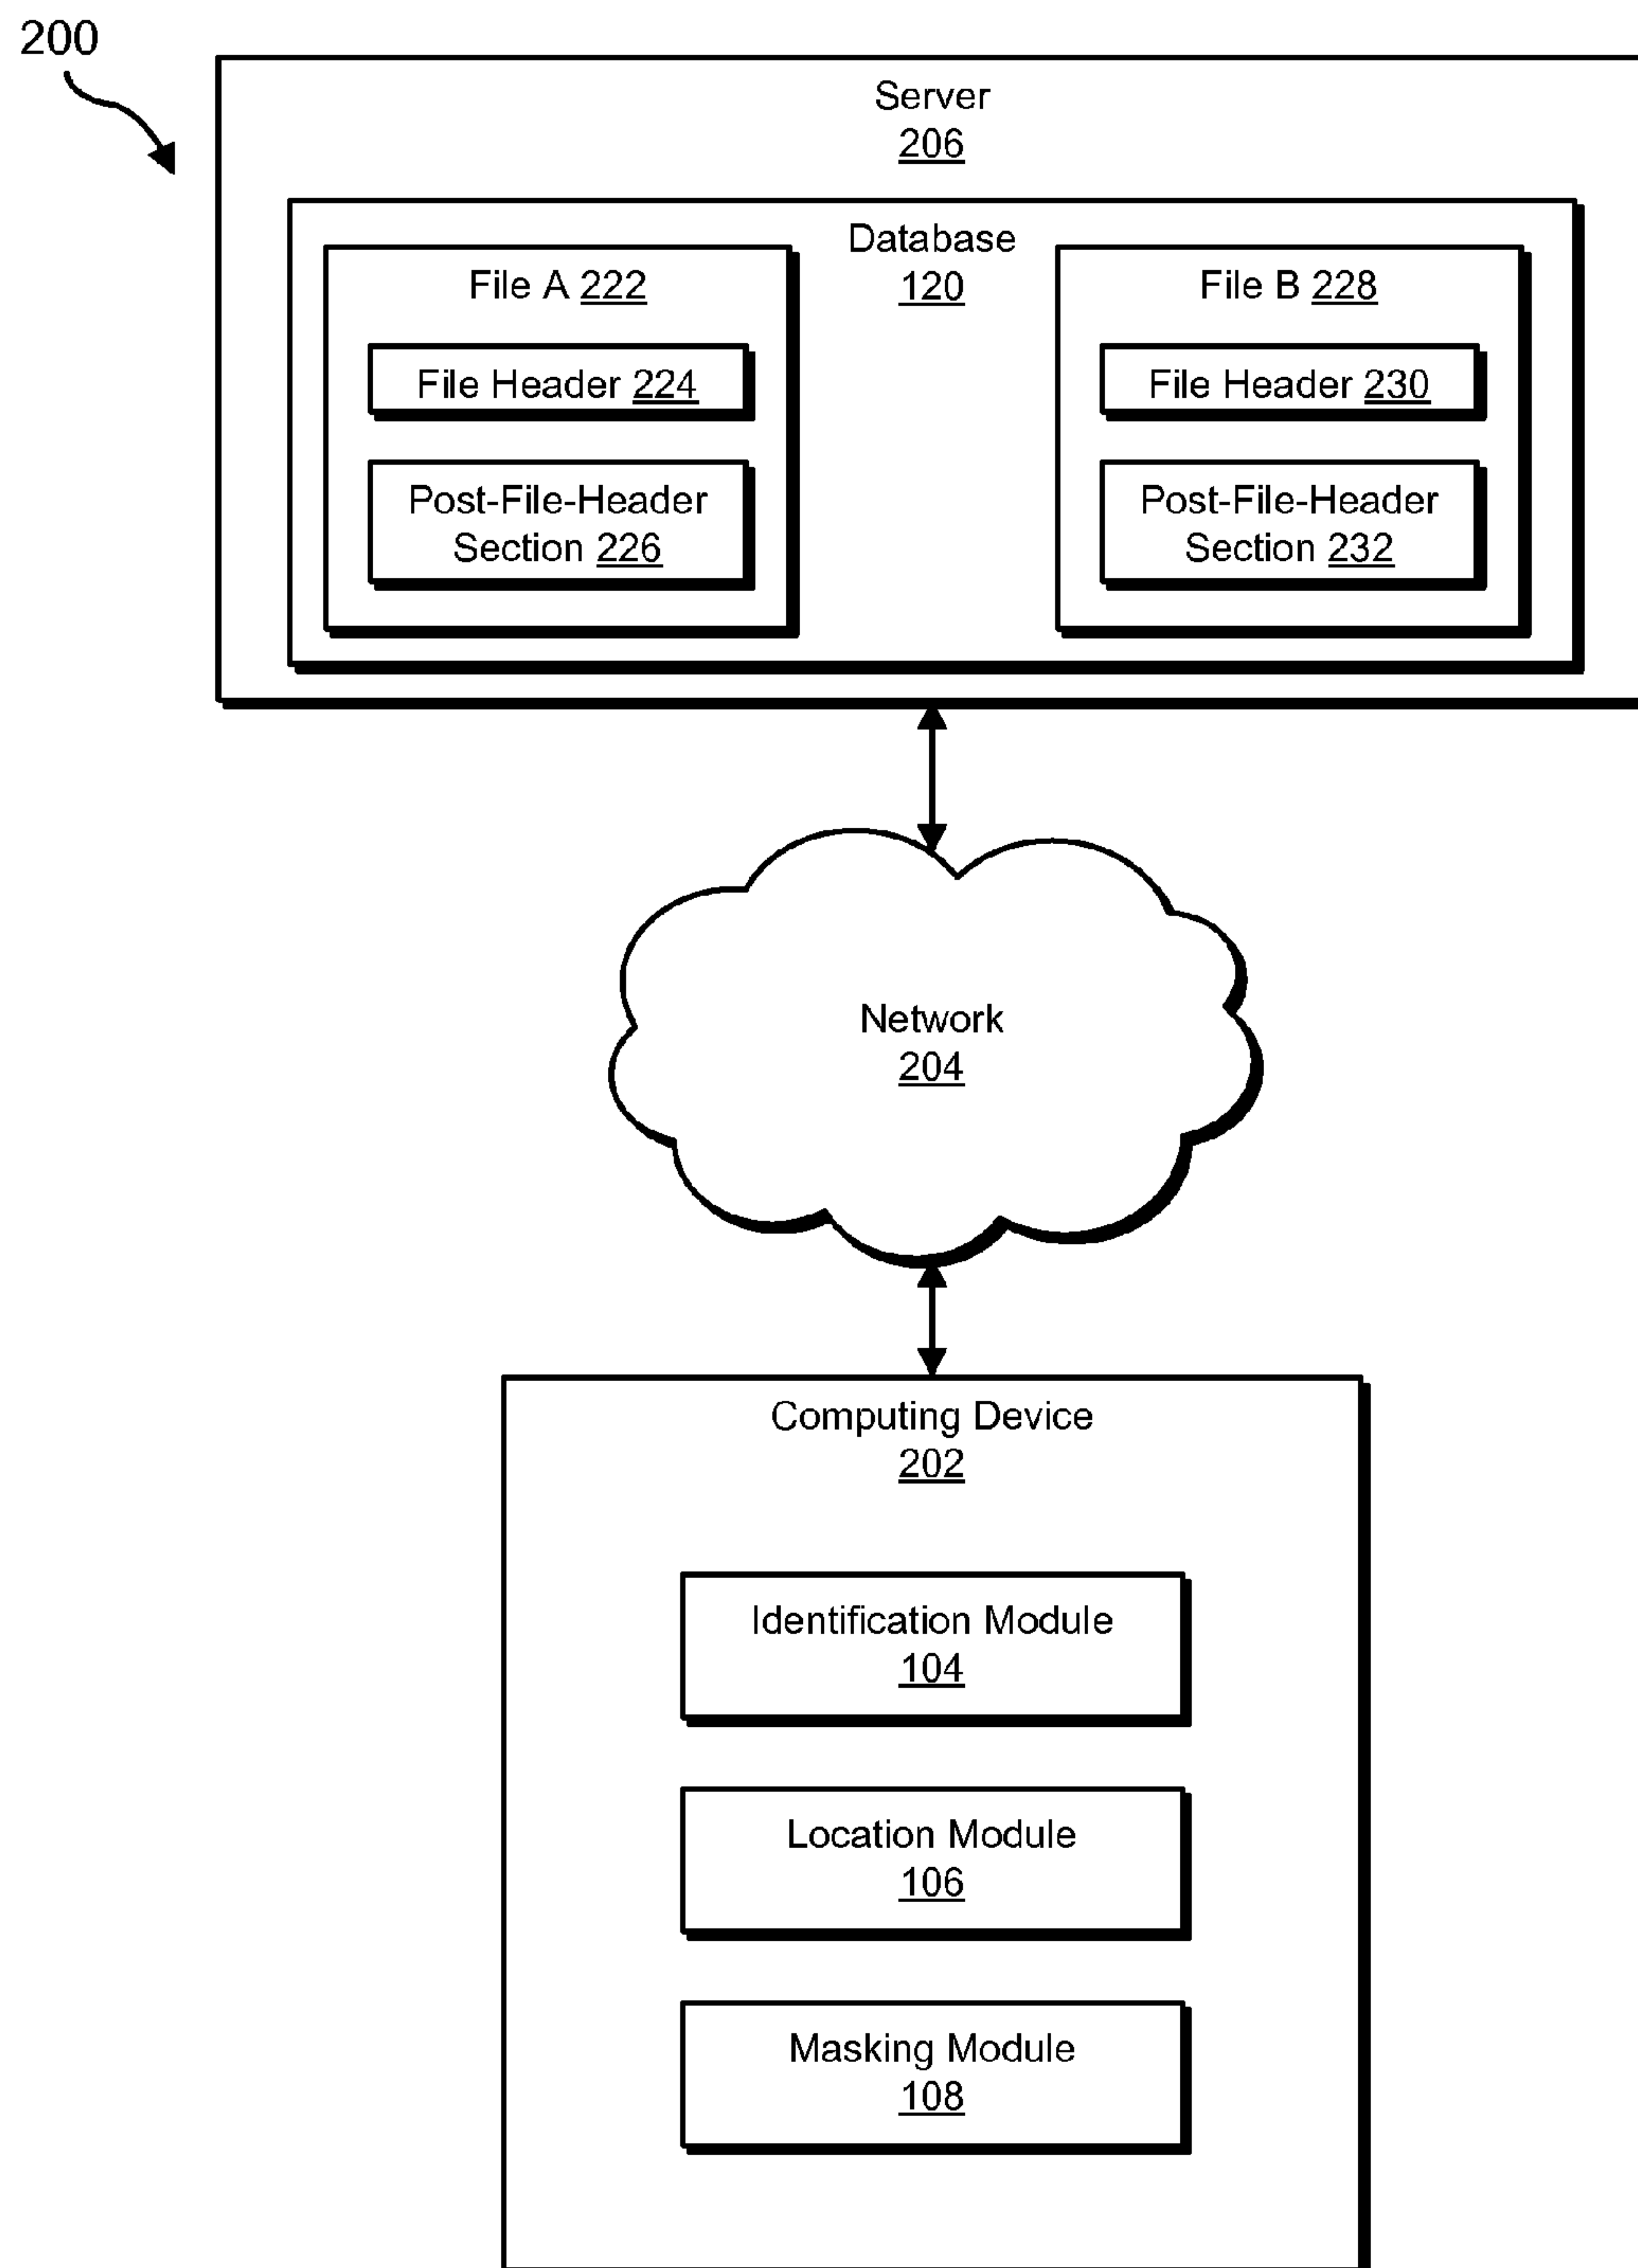 200
Server
206
Database
120
File A 222
File Header 224
Post-File-Header
Section 226
File B 228
File Header 230
Post-File-Header
Section 232
Network
204
Computing Device
202
Identification Module
104
Location Module
106
Masking Module
108